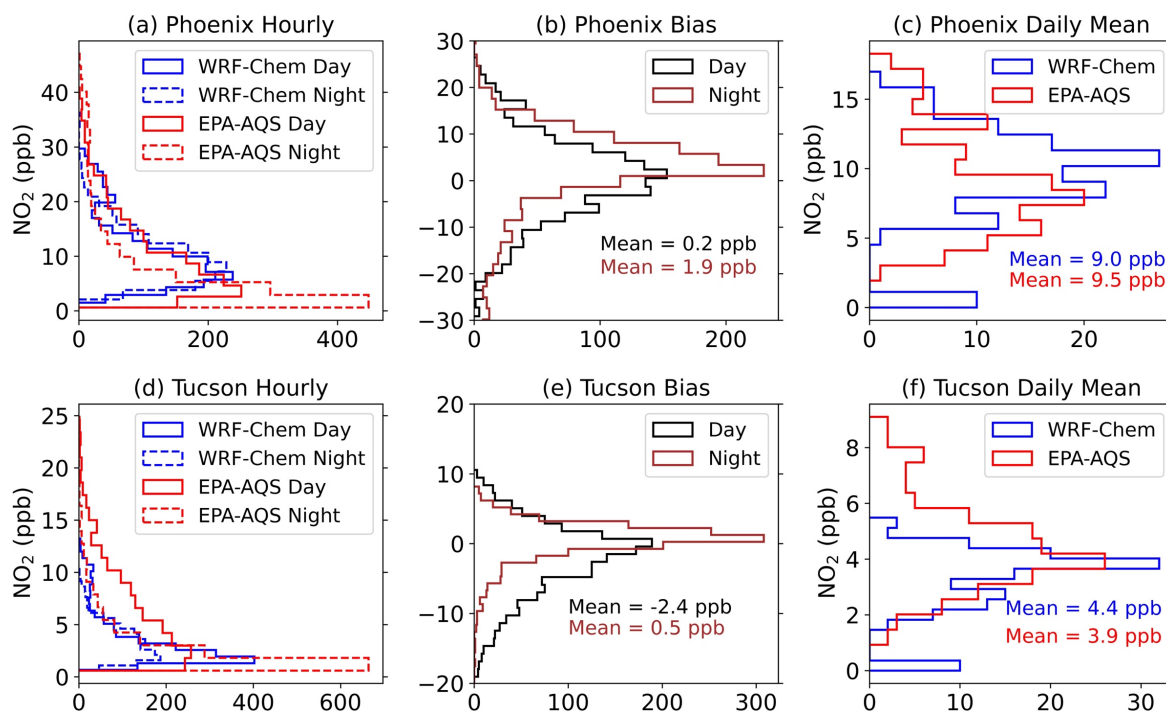 (a) Phoenix Hourly
NO₂ (ppb)
40
30
20
10
0
0 200 400
WRF-Chem Day
WRF-Chem Night
EPA-AQS Day
EPA-AQS Night
(b) Phoenix Bias
30
20
10
0
−10
−20
−30
0 100 200
Day
Night
Mean = 0.2 ppb
Mean = 1.9 ppb
(c) Phoenix Daily Mean
NO₂ (ppb)
15
10
5
0
0 10 20
WRF-Chem
EPA-AQS
Mean = 9.0 ppb
Mean = 9.5 ppb
(d) Tucson Hourly
NO₂ (ppb)
25
20
15
10
5
0
0 200 400 600
WRF-Chem Day
WRF-Chem Night
EPA-AQS Day
EPA-AQS Night
(e) Tucson Bias
20
10
0
−10
−20
0 100 200 300
Day
Night
Mean = -2.4 ppb
Mean = 0.5 ppb
(f) Tucson Daily Mean
NO₂ (ppb)
8
6
4
2
0
0 10 20 30
WRF-Chem
EPA-AQS
Mean = 4.4 ppb
Mean = 3.9 ppb